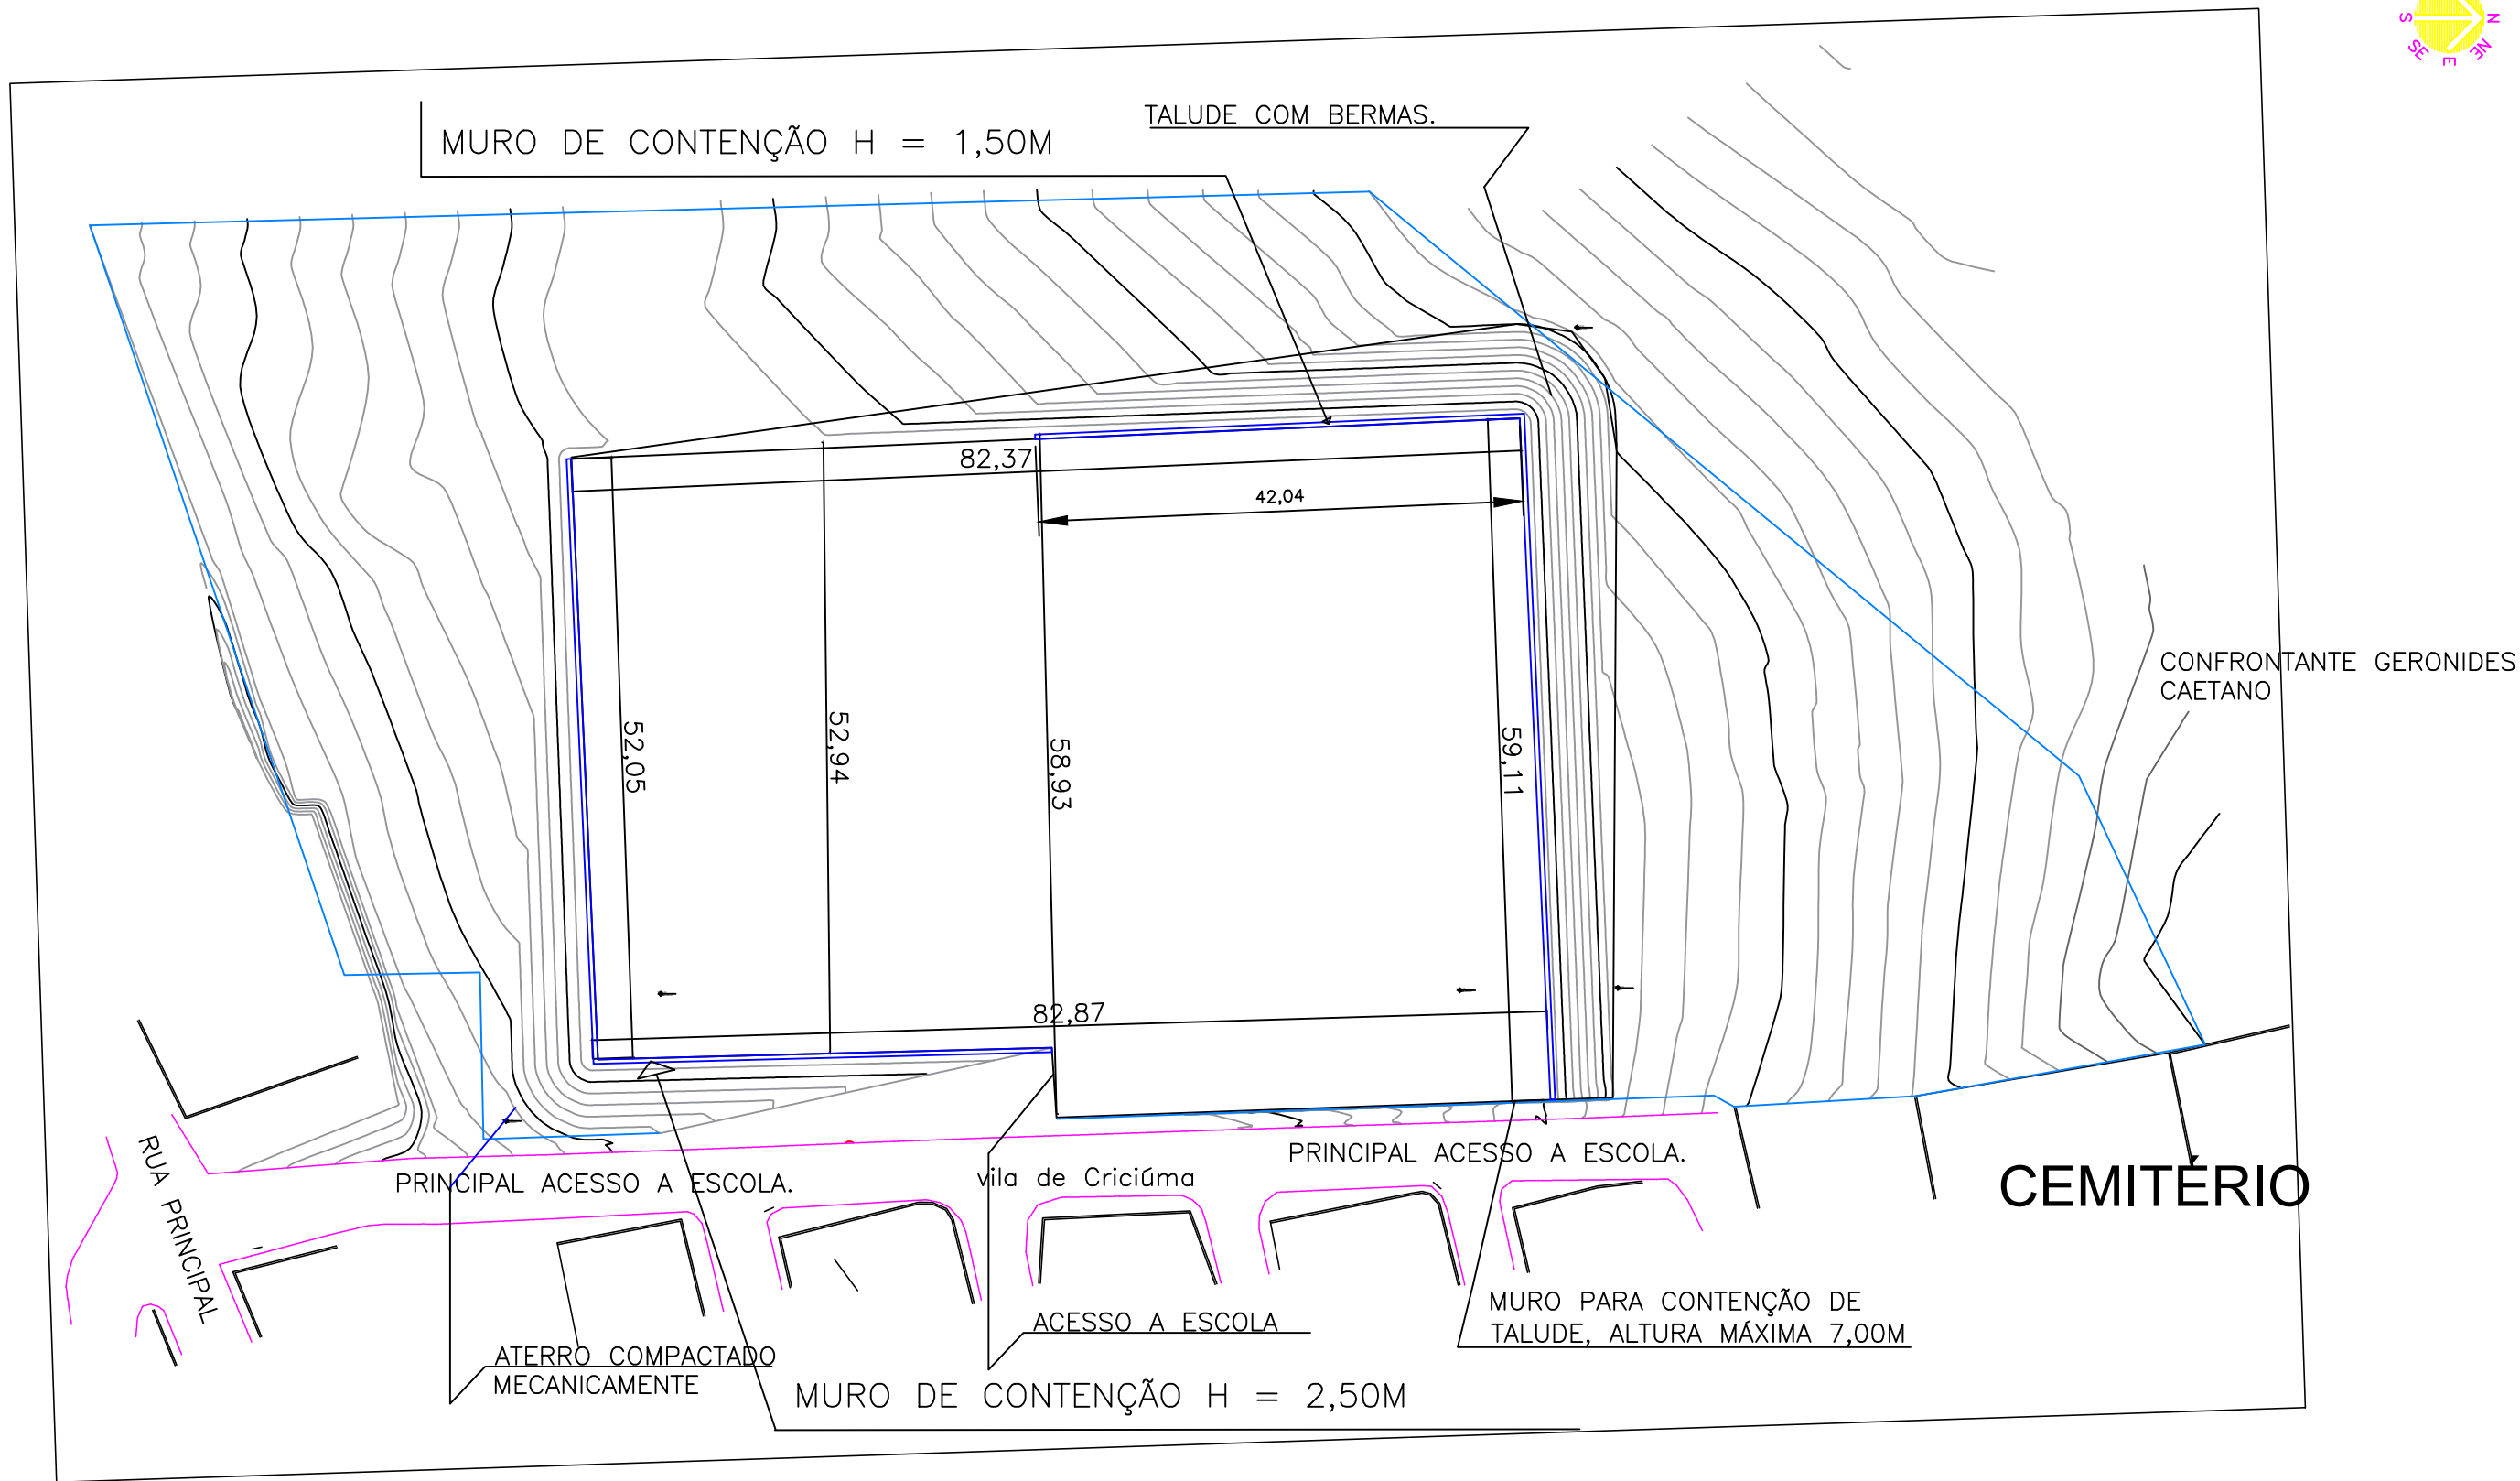 S
N
SE
E
NE
TALUDE COM BERMAS.
MURO DE CONTENÇÃO H = 1,50M
82,37
42,04
CONFRONTANTE GERONIDES
CAETANO
52,05
52,94
58,93
59,11
82,87
RUA PRINCIPAL
PRINCIPAL ACESSO A ESCOLA.
vila de Criciúma
PRINCIPAL ACESSO A ESCOLA.
CEMITÉRIO
MURO PARA CONTENÇÃO DE
TALUDE, ALTURA MÁXIMA 7,00M
ACESSO A ESCOLA
ATERRO COMPACTADO
MECANICAMENTE
MURO DE CONTENÇÃO H = 2,50M